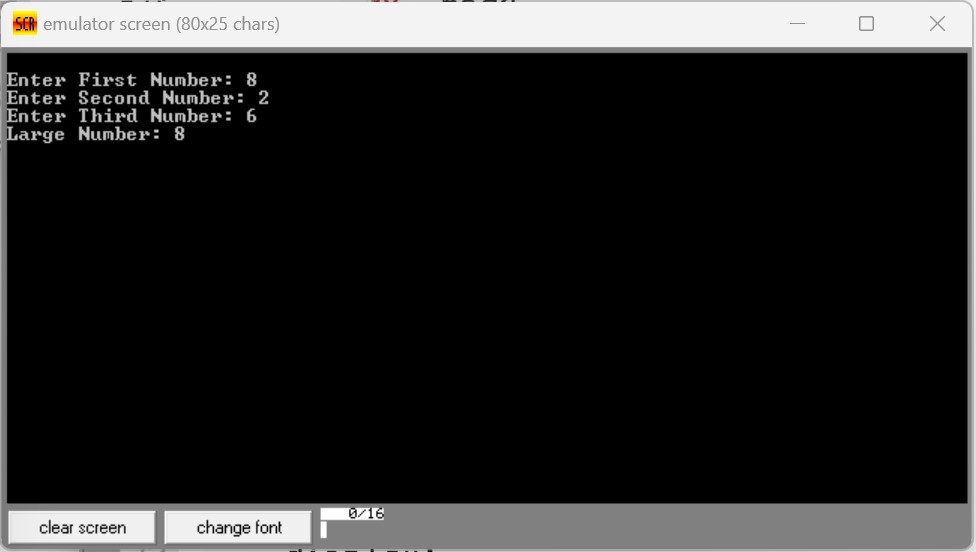 SCR emulator screen (80x25 chars)
Enter First Number: 8
Enter Second Number: 2
Enter Third Number: 6
Large Number: 8
clear screen
change font
0/16